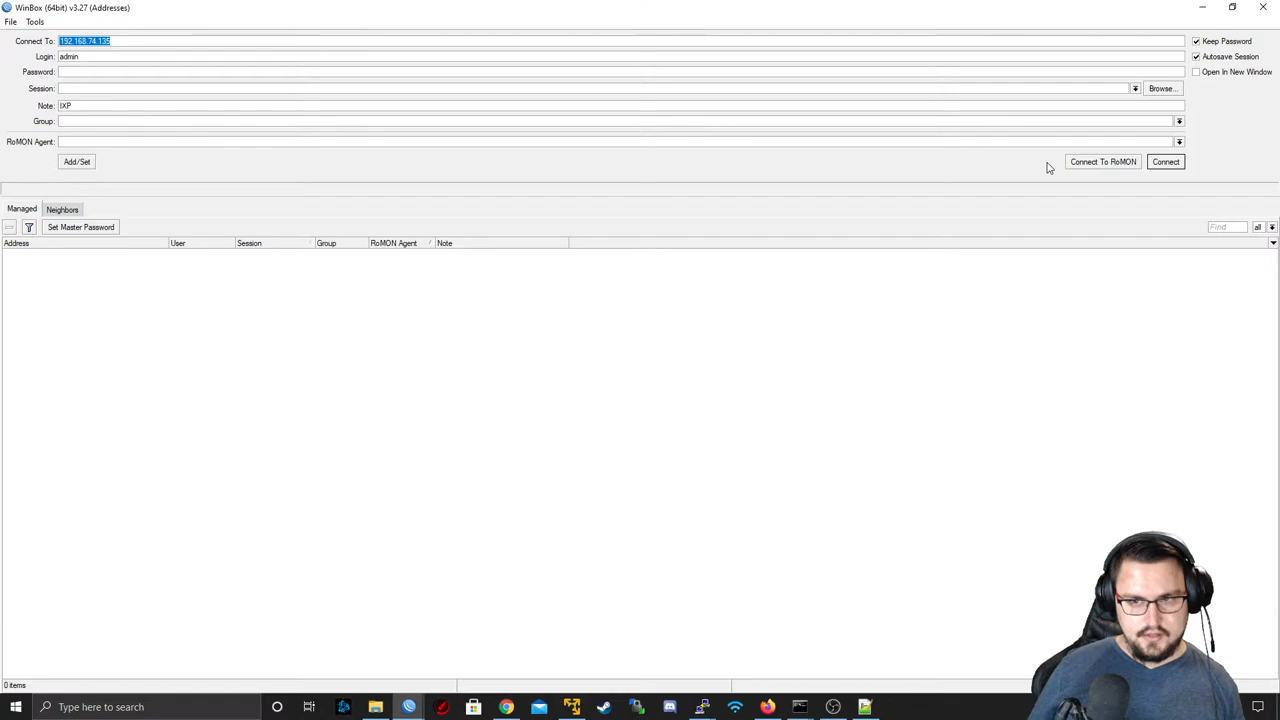 WinBox (64bit) v3.27 (Addresses)
File Tools
Connect To: 192.168.74.135
Keep Password
Login: admin
Autosave Session
Password:
Open In New Window
Session:
Browse...
Note: IXP
Group:
RoMON Agent:
Add/Set
Connect To RoMON
Connect
Managed
Neighbors
Set Master Password
Find
all
Address User Session Group RoMON Agent Note
0 items
Type here to search